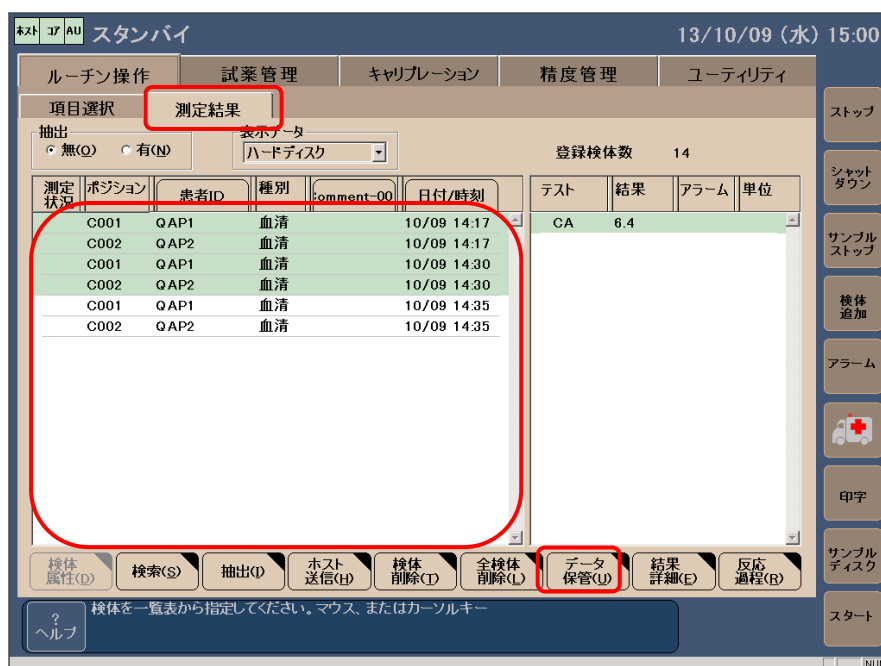 ホスト コア AU スタンバイ 13/10/09 (水) 15:00
ルーチン操作 試薬管理 キャリブレーション 精度管理 ユーティリティ
項目選択 測定結果
抽出 表示データ
無(O) 有(N) ハードディスク 登録検体数 14
測定状況 ポジション 患者ID 種別 Comment-00 日付/時刻 テスト 結果 アラーム 単位
C001 QAP1 血清 10/09 14:17 CA 6.4
C002 QAP2 血清 10/09 14:17
C001 QAP1 血清 10/09 14:30
C002 QAP2 血清 10/09 14:30
C001 QAP1 血清 10/09 14:35
C002 QAP2 血清 10/09 14:35
検体属性(D) 検索(S) 抽出(I) ホスト送信(H) 検体削除(T) 全検体削除(L) データ保管(U) 結果詳細(E) 反応過程(R)
? ヘルプ 検体を一覧表から指定してください。マウス、またはカーソルキー
ストップ
シャットダウン
サンプルストップ
検体追加
アラーム
印字
サンプルディスク
スタート